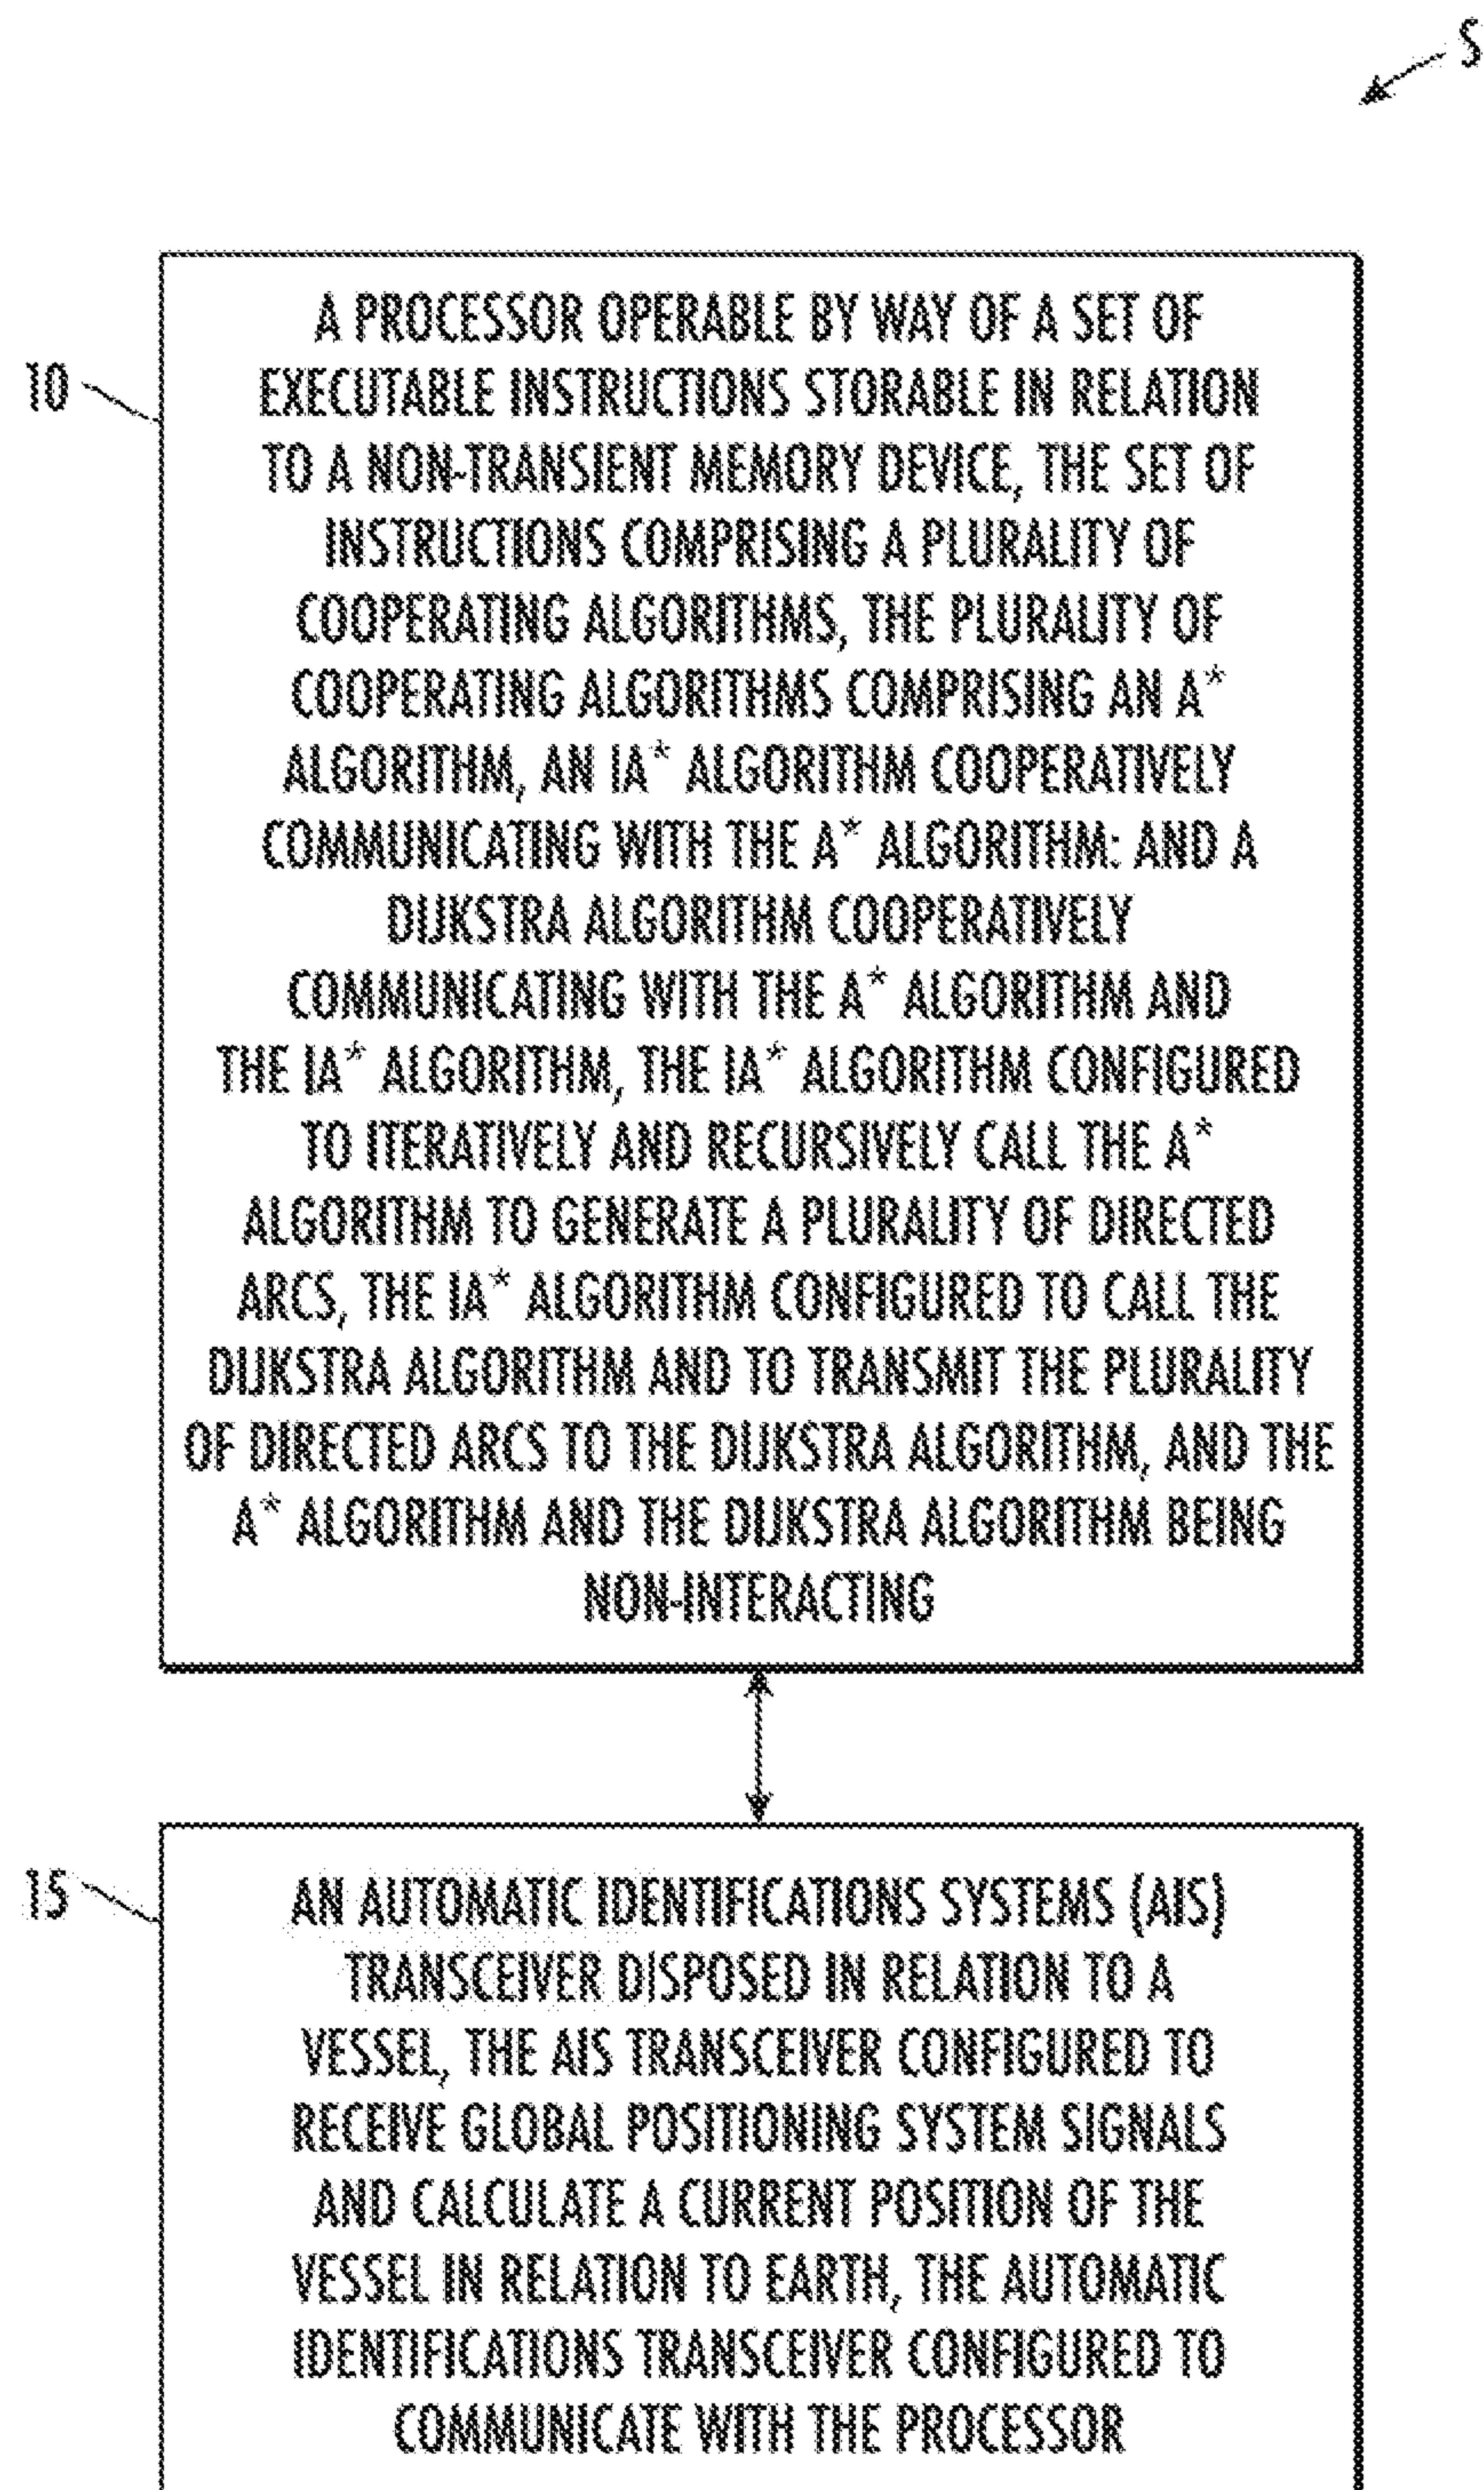 S
10
A PROCESSOR OPERABLE BY WAY OF A SET OF
EXECUTABLE INSTRUCTIONS STORABLE IN RELATION
TO A NON-TRANSIENT MEMORY DEVICE, THE SET OF
INSTRUCTIONS COMPRISING A PLURALITY OF
COOPERATING ALGORITHMS, THE PLURALITY OF
COOPERATING ALGORITHMS COMPRISING AN A*
ALGORITHM, AN IA* ALGORITHM COOPERATIVELY
COMMUNICATING WITH THE A* ALGORITHM: AND A
DIJKSTRA ALGORITHM COOPERATIVELY
COMMUNICATING WITH THE A* ALGORITHM AND
THE IA* ALGORITHM, THE IA* ALGORITHM CONFIGURED
TO ITERATIVELY AND RECURSIVELY CALL THE A*
ALGORITHM TO GENERATE A PLURALITY OF DIRECTED
ARCS, THE IA* ALGORITHM CONFIGURED TO CALL THE
DIJKSTRA ALGORITHM AND TO TRANSMIT THE PLURALITY
OF DIRECTED ARCS TO THE DIJKSTRA ALGORITHM, AND THE
A* ALGORITHM AND THE DIJKSTRA ALGORITHM BEING
NON-INTERACTING
15
AN AUTOMATIC IDENTIFICATIONS SYSTEMS (AIS)
TRANSCEIVER DISPOSED IN RELATION TO A
VESSEL, THE AIS TRANSCEIVER CONFIGURED TO
RECEIVE GLOBAL POSITIONING SYSTEM SIGNALS
AND CALCULATE A CURRENT POSITION OF THE
VESSEL IN RELATION TO EARTH, THE AUTOMATIC
IDENTIFICATIONS TRANSCEIVER CONFIGURED TO
COMMUNICATE WITH THE PROCESSOR